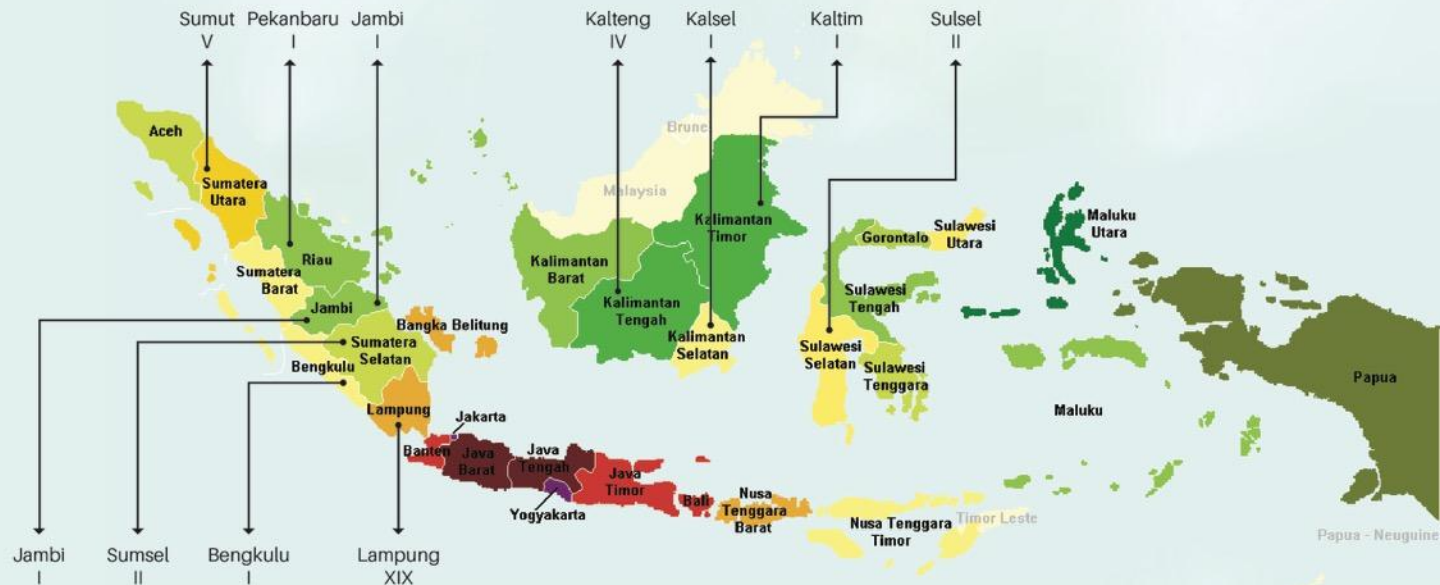 Sumut Pekanbaru Jambi Kalteng Kalsel Kaltim Sulsel
V I I IV I I II
Aceh
Sumatera
Utara
Riau
Sumatera
Barat
Jambi
Bangka Belitung
Sumatera
Selatan
Bengkulu
Lampung
Jakarta
Banten
Java
Barat
Java
Tengah
Yogyakarta
Java
Timor
Bali
Nusa
Tenggara
Barat
Nusa Tenggara
Timor
Timor Leste
Brune
Malaysia
Kalimantan
Timor
Kalimantan
Barat
Kalimantan
Tengah
Kalimantan
Selatan
Gorontalo
Sulawesi
Utara
Sulawesi
Tengah
Sulawesi
Selatan
Sulawesi
Tenggara
Maluku
Utara
Maluku
Papua
Papua - Neuguine
Jambi Sumsel Bengkulu Lampung
I II I XIX